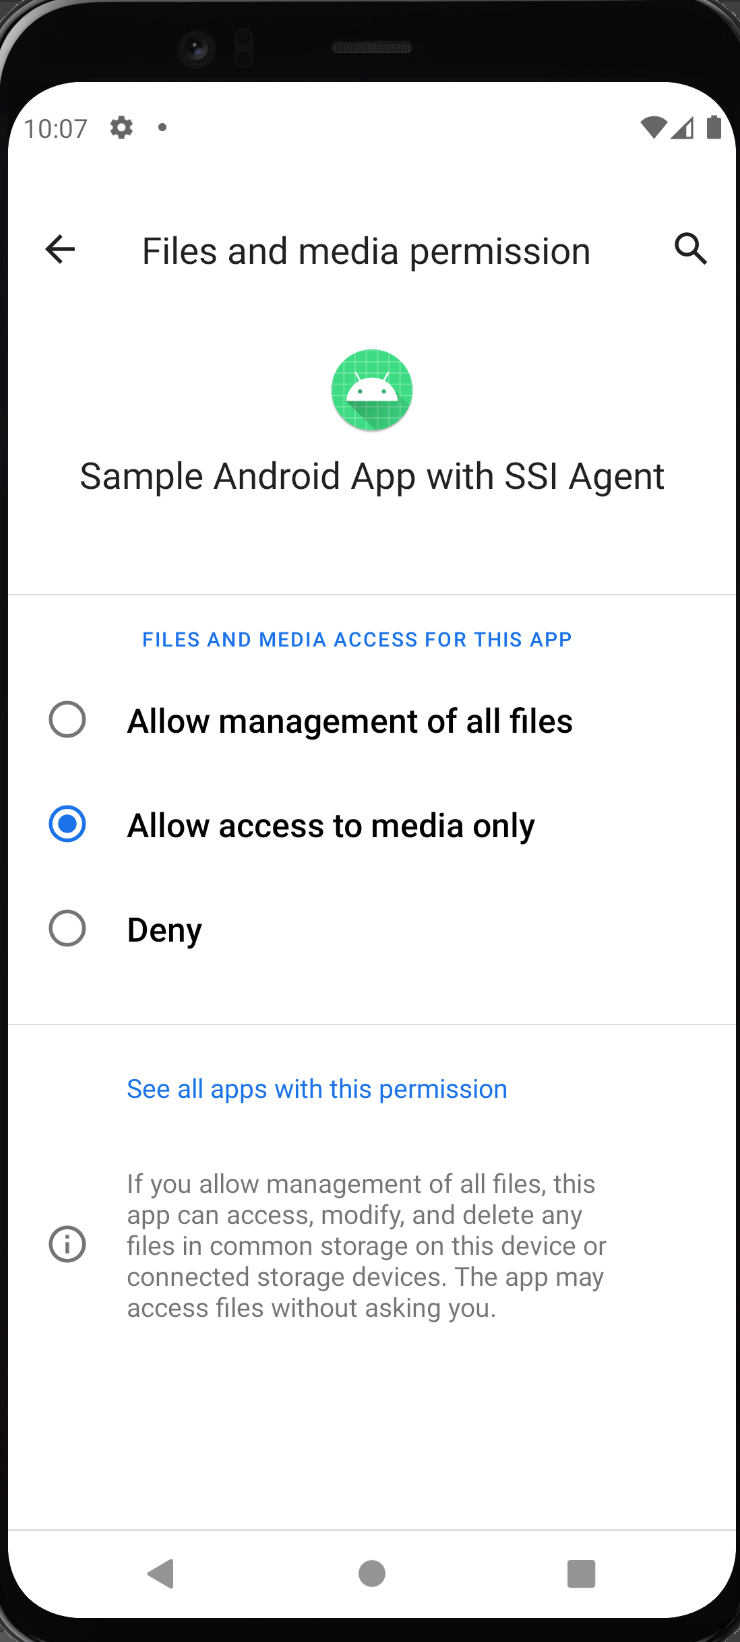 10:07
Files and media permission
Sample Android App with SSI Agent
FILES AND MEDIA ACCESS FOR THIS APP
Allow management of all files
Allow access to media only
Deny
See all apps with this permission
If you allow management of all files, this
app can access, modify, and delete any
files in common storage on this device or
connected storage devices. The app may
access files without asking you.